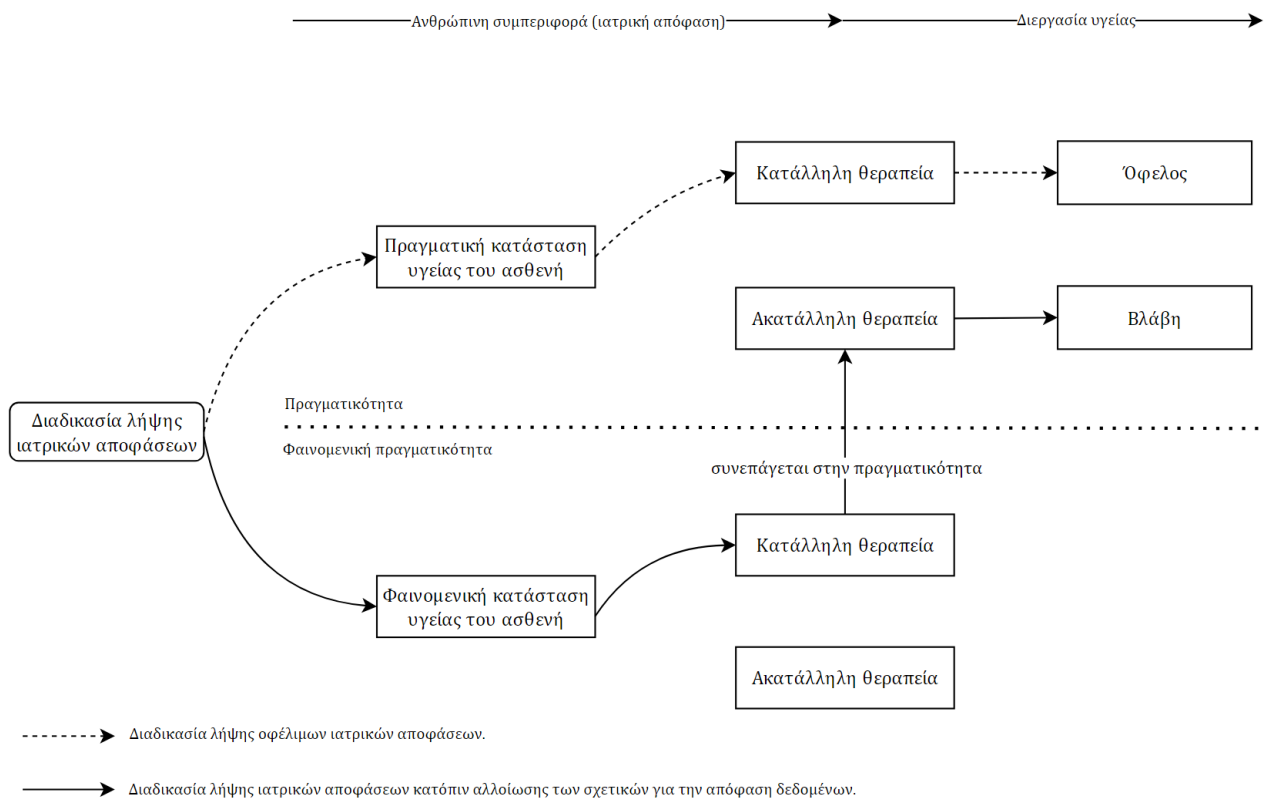 Ανθρώπινη συμπεριφορά (ιατρική απόφαση)
Διεργασία υγείας
Κατάλληλη θεραπεία
Όφελος
Πραγματική κατάσταση
υγείας του ασθενή
Ακατάλληλη θεραπεία
Βλάβη
Διαδικασία λήψης
ιατρικών αποφάσεων
Πραγματικότητα
Φαινομενική πραγματικότητα
συνεπάγεται στην πραγματικότητα
Κατάλληλη θεραπεία
Φαινομενική κατάσταση
υγείας του ασθενή
Ακατάλληλη θεραπεία
Διαδικασία λήψης οφέλιμων ιατρικών αποφάσεων.
Διαδικασία λήψης ιατρικών αποφάσεων κατόπιν αλλοίωσης των σχετικών για την απόφαση δεδομένων.